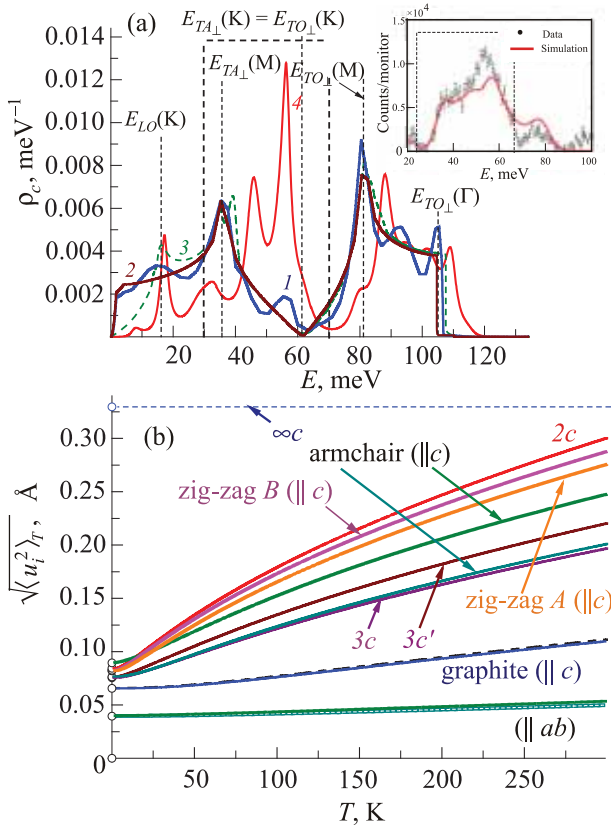 (a)
E_{TA⊥}(K) = E_{TO⊥}(K)
E_{TA⊥}(M) E_{TO⊥}(M)
E_{LO}(K)
E_{TO⊥}(Γ)
4
3
2
1
ρ_c, meV⁻¹
0.014
0.012
0.010
0.008
0.006
0.004
0.002
20 40 60 80 100 120
E, meV
Counts/monitor
1.5×10⁴
1.0
0.5
0.0
Data
Simulation
20 40 60 80 100
E, meV
(b)
∞c
2c
armchair (∥c)
zig-zag B (∥ c)
zig-zag A (∥c)
3c 3c'
graphite (∥ c)
(∥ ab)
√⟨u_i²⟩_T, Å
0.30
0.25
0.20
0.15
0.10
0.05
0
50 100 150 200 250
T, K